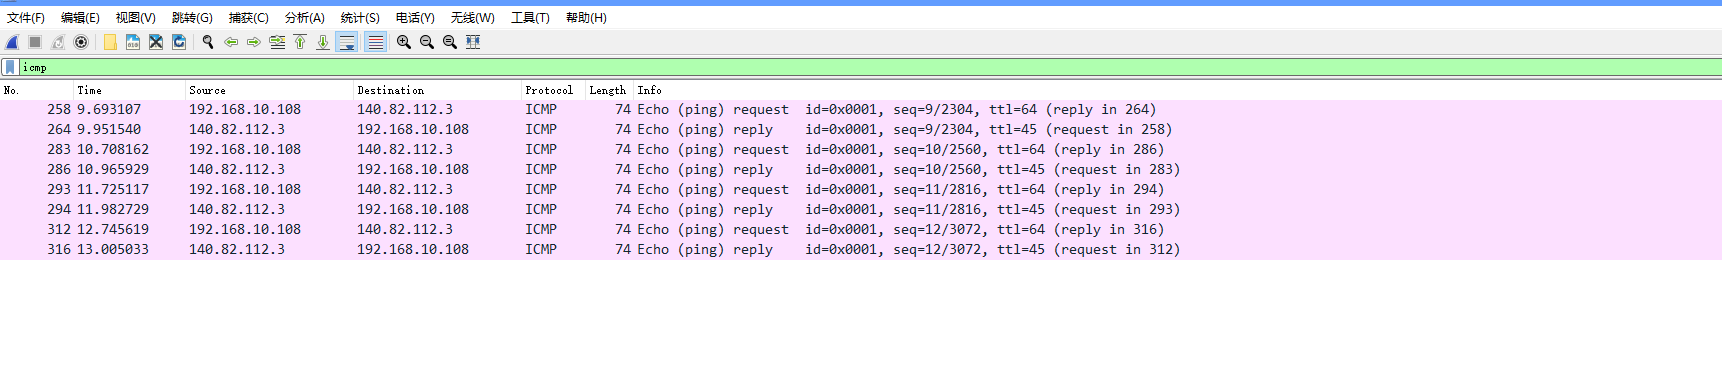 文件(F) 编辑(E) 视图(V) 跳转(G) 捕获(C) 分析(A) 统计(S) 电话(Y) 无线(W) 工具(T) 帮助(H)
icmp
No. Time Source Destination Protocol Length Info
258 9.693107 192.168.10.108 140.82.112.3 ICMP 74 Echo (ping) request id=0x0001, seq=9/2304, ttl=64 (reply in 264)
264 9.951540 140.82.112.3 192.168.10.108 ICMP 74 Echo (ping) reply id=0x0001, seq=9/2304, ttl=45 (request in 258)
283 10.708162 192.168.10.108 140.82.112.3 ICMP 74 Echo (ping) request id=0x0001, seq=10/2560, ttl=64 (reply in 286)
286 10.965929 140.82.112.3 192.168.10.108 ICMP 74 Echo (ping) reply id=0x0001, seq=10/2560, ttl=45 (request in 283)
293 11.725117 192.168.10.108 140.82.112.3 ICMP 74 Echo (ping) request id=0x0001, seq=11/2816, ttl=64 (reply in 294)
294 11.982729 140.82.112.3 192.168.10.108 ICMP 74 Echo (ping) reply id=0x0001, seq=11/2816, ttl=45 (request in 293)
312 12.745619 192.168.10.108 140.82.112.3 ICMP 74 Echo (ping) request id=0x0001, seq=12/3072, ttl=64 (reply in 316)
316 13.005033 140.82.112.3 192.168.10.108 ICMP 74 Echo (ping) reply id=0x0001, seq=12/3072, ttl=45 (request in 312)